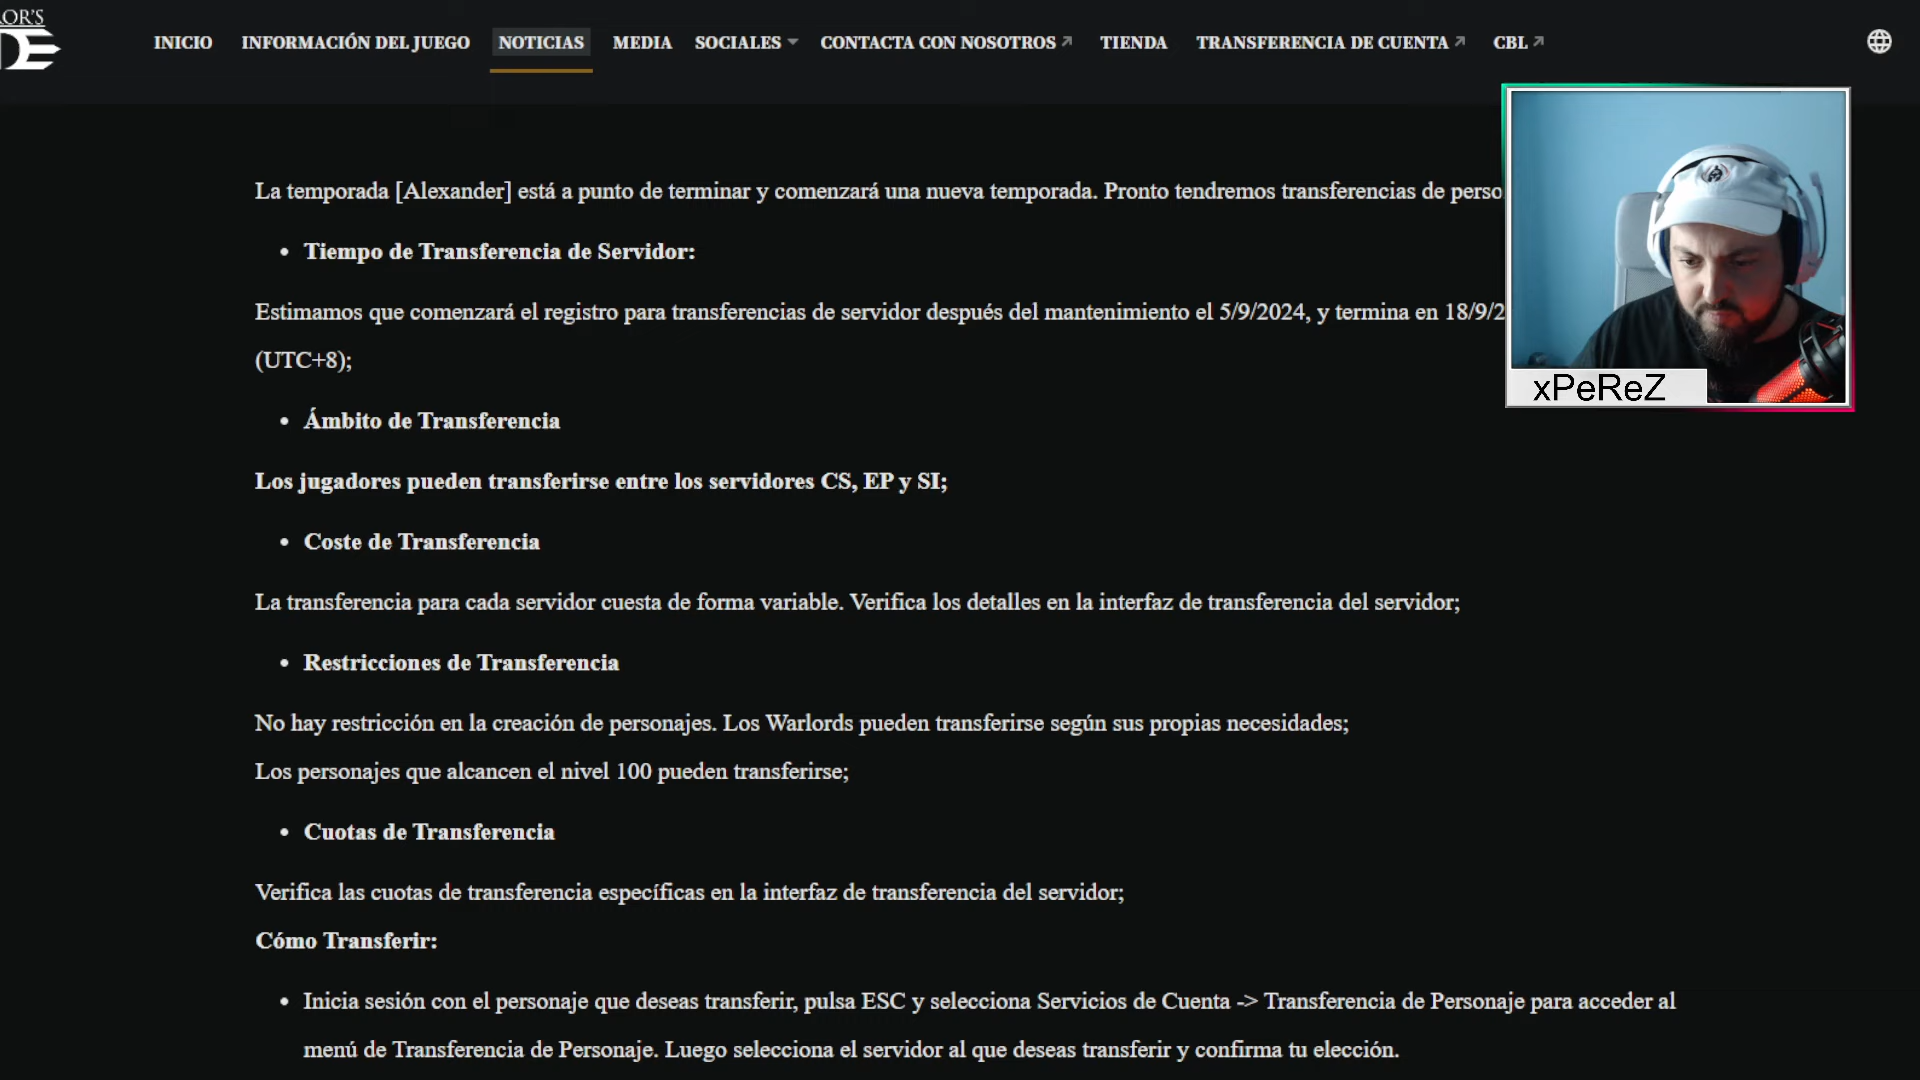 INICIO INFORMACIÓN DEL JUEGO NOTICIAS MEDIA SOCIALES CONTACTA CON NOSOTROS TIENDA TRANSFERENCIA DE CUENTA CBL
La temporada [Alexander] está a punto de terminar y comenzará una nueva temporada. Pronto tendremos transferencias de
Tiempo de Transferencia de Servidor:
Estimamos que comenzará el registro para transferencias de servidor después del mantenimiento el 5/9/2024, y termina en 18/9/2
(UTC+8);
Ámbito de Transferencia
Los jugadores pueden transferirse entre los servidores CS, EP y SI;
xPeReZ
Coste de Transferencia
La transferencia para cada servidor cuesta de forma variable. Verifica los detalles en la interfaz de transferencia del servidor;
Restricciones de Transferencia
No hay restricción en la creación de personajes. Los Warlords pueden transferirse según sus propias necesidades;
Los personajes que alcancen el nivel 100 pueden transferirse;
Cuotas de Transferencia
Verifica las cuotas de transferencia específicas en la interfaz de transferencia del servidor;
Cómo Transferir:
Inicia sesión con el personaje que deseas transferir, pulsa ESC y selecciona Servicios de Cuenta -> Transferencia de Personaje para acceder al
menú de Transferencia de Personaje. Luego selecciona el servidor al que deseas transferir y confirma tu elección.